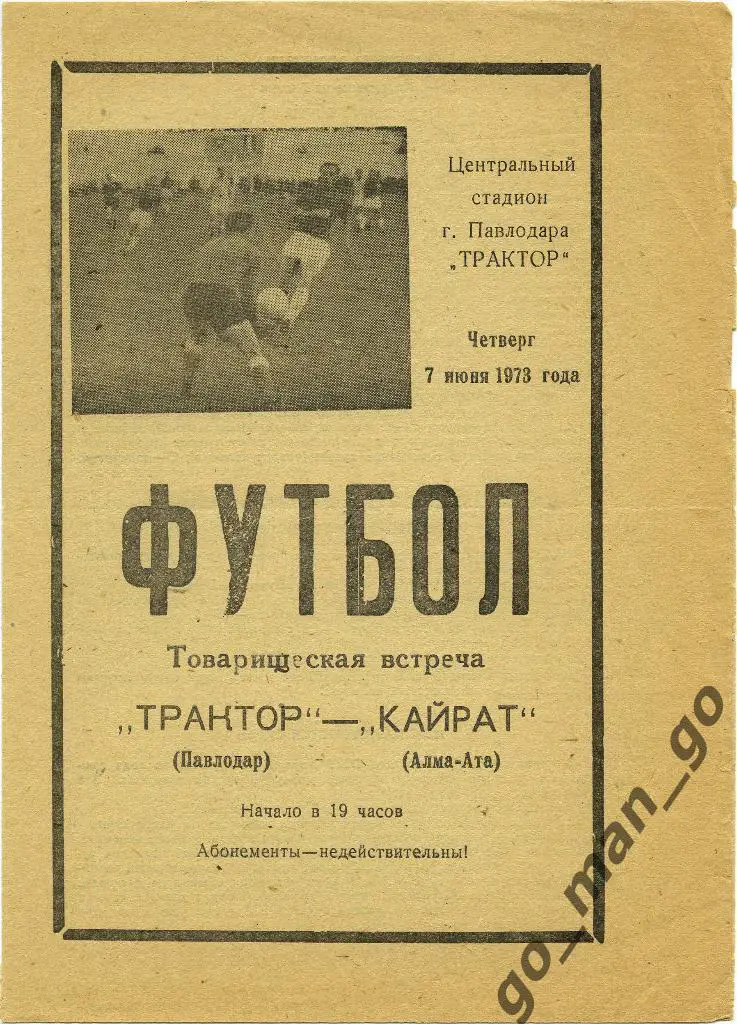 Центральный
стадион
г. Павлодара
„ТРАКТОР“
Четверг
7 июня 1973 года
ФУТБОЛ
Товарищеская встреча
„ТРАКТОР“—„КАЙРАТ“
(Павлодар) (Алма-Ата)
Начало в 19 часов
Абонементы—недействительны!
go_man_go